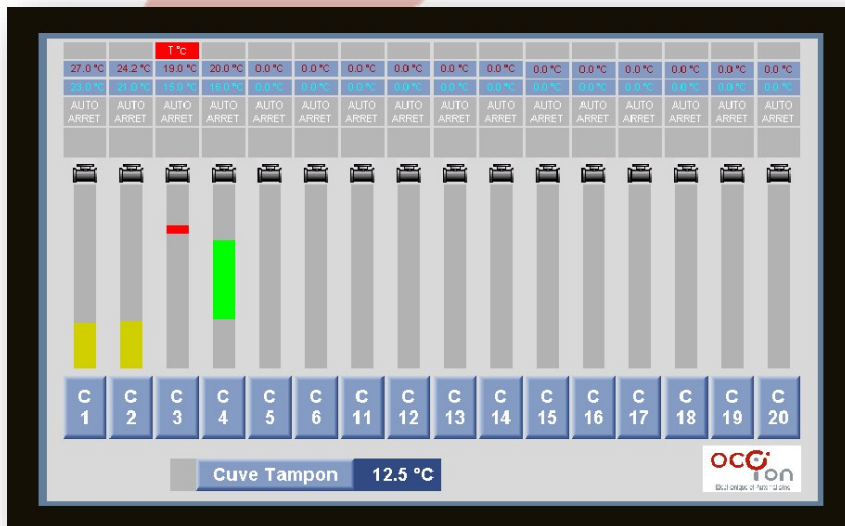 T °c
27.0 °C 24.2 °C 19.0 °C 20.0 °C 0.0 °C 0.0 °C 0.0 °C 0.0 °C 0.0 °C 0.0 °C 0.0 °C 0.0 °C 0.0 °C 0.0 °C 0.0 °C 0.0 °C
23.0 °C 21.0 °C 15.0 °C 16.0 °C 0.0 °C 0.0 °C 0.0 °C 0.0 °C 0.0 °C 0.0 °C 0.0 °C 0.0 °C 0.0 °C 0.0 °C 0.0 °C 0.0 °C
AUTO AUTO AUTO AUTO AUTO AUTO AUTO AUTO AUTO AUTO AUTO AUTO AUTO AUTO AUTO AUTO
ARRET ARRET ARRET ARRET ARRET ARRET ARRET ARRET ARRET ARRET ARRET ARRET ARRET ARRET ARRET ARRET
C C C C C C C C C C C C C C C C
1 2 3 4 5 6 11 12 13 14 15 16 17 18 19 20
Cuve Tampon 12.5 °C
occi
ion